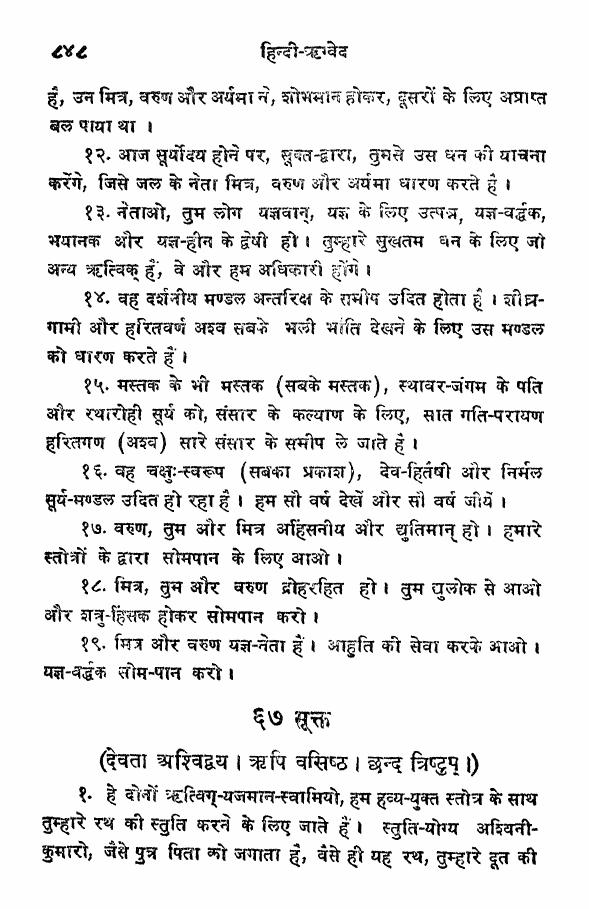 ८४८ हिन्दी-ऋग्वेद
हैं, उन मित्र, वरुण और अर्यमा ने, शोभमान होकर, दूसरों के लिए अप्राप्त
बल पाया था ।
१२. आज सूर्योदय होने पर, सूक्त-द्वारा, तुमसे उस धन की याचना
करेंगे, जिसे जल के नेता मित्र, वरुण और अर्यमा धारण करते हैं ।
१३. नेताओ, तुम लोग यज्ञवान्, यज्ञ के लिए उत्पन्न, यज्ञ-वर्द्धक,
भयानक और यज्ञ-हीन के द्वेषी हो । तुम्हारे सुखतम धन के लिए जो
अन्य ऋत्विक् हैं, वे और हम अधिकारी होंगे ।
१४. वह दर्शनीय मण्डल अन्तरिक्ष के समीप उदित होता है । शीघ्र-
गामी और हरितवर्ण अश्व सबके भली भांति देखने के लिए उस मण्डल
को धारण करते हैं ।
१५. मस्तक के भी मस्तक (सबके मस्तक), स्थावर-जंगम के पति
और रथारोही सूर्य को, संसार के कल्याण के लिए, सात गति-परायण
हरितगण (अश्व) सारे संसार के समीप ले जाते हैं ।
१६. वह चक्षुः-स्वरूप (सबका प्रकाश), देव-हितैषी और निर्मल
सूर्य-मण्डल उदित हो रहा है । हम सौ वर्ष देखें और सौ वर्ष जीयें ।
१७. वरुण, तुम और मित्र अहिंसनीय और द्युतिमान् हो । हमारे
स्तोत्रों के द्वारा सोमपान के लिए आओ ।
१८. मित्र, तुम और वरुण द्रोहरहित हो । तुम द्युलोक से आओ
और शत्रु-हिंसक होकर सोमपान करो ।
१९. मित्र और वरुण यज्ञ-नेता हैं । आहुति की सेवा करके आओ ।
यज्ञ-वर्द्धक सोम-पान करो ।
६७ सूक्त
(देवता अश्विद्वय । ऋषि वसिष्ठ । छन्द त्रिष्टुप् ।)
१. हे दोनों ऋत्विग्-यजमान-स्वामियो, हम हव्य-युक्त स्तोत्र के साथ
तुम्हारे रथ की स्तुति करने के लिए जाते हैं । स्तुति-योग्य अश्विनी-
कुमारो, जैसे पुत्र पिता को जगाता है, वैसे ही यह रथ, तुम्हारे दूत की